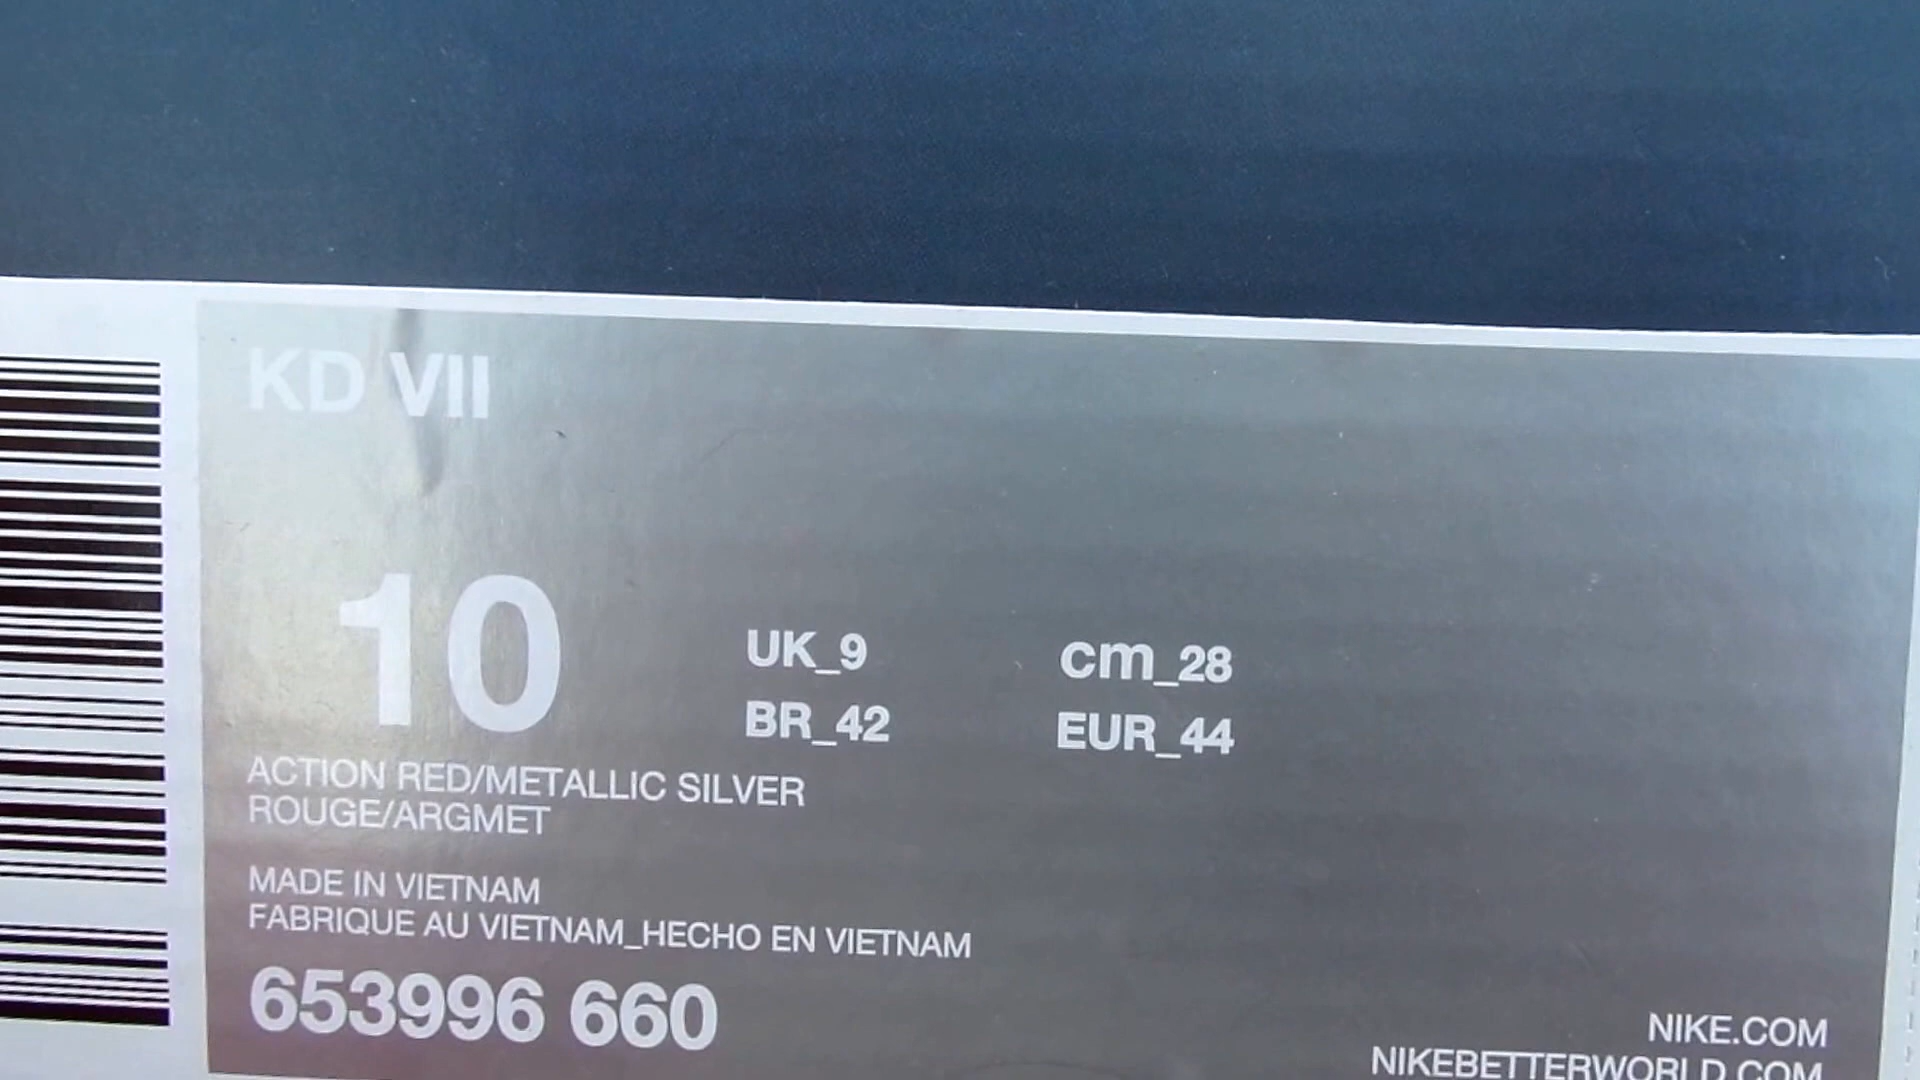 KD VII
10
UK_9 cm_28
BR_42 EUR_44
ACTION RED/METALLIC SILVER
ROUGE/ARGMET
MADE IN VIETNAM
FABRIQUE AU VIETNAM_HECHO EN VIETNAM
653996 660
NIKE.COM
NIKEBETTERWORLD.COM